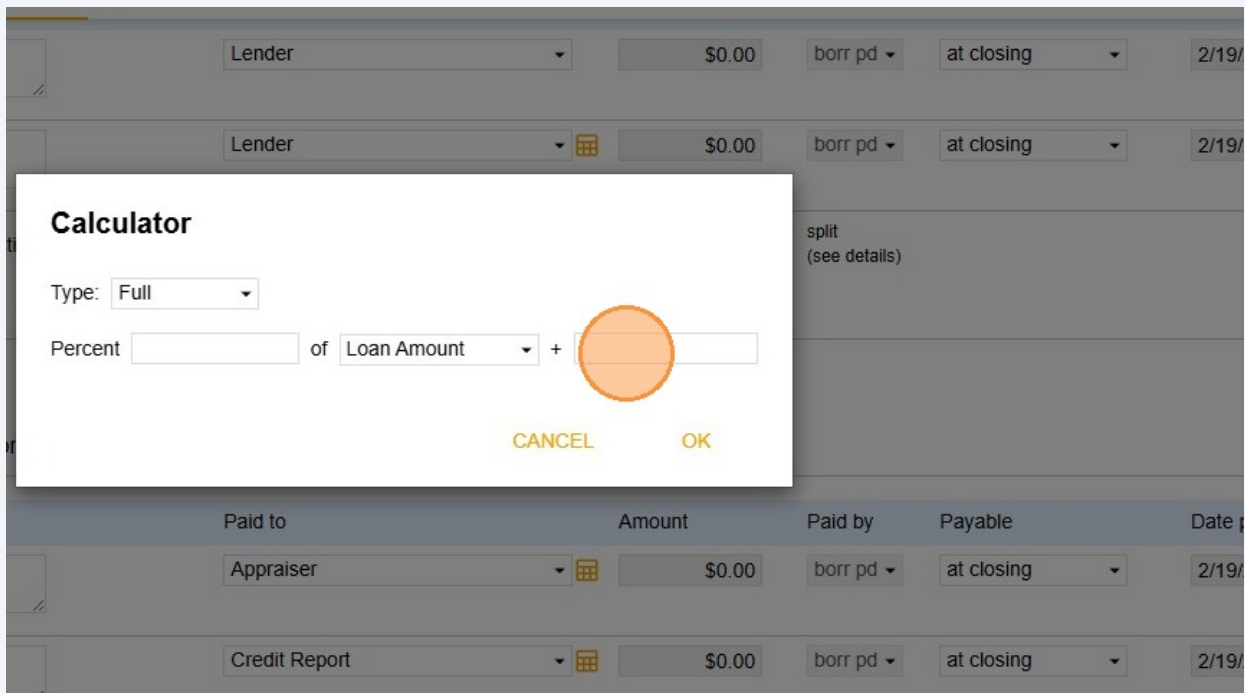 Lender $0.00 borr pd at closing 2/19/
Lender $0.00 borr pd at closing 2/19/
Calculator
split
(see details)
Type: Full
Percent of Loan Amount +
CANCEL OK
Paid to Amount Paid by Payable Date p
Appraiser $0.00 borr pd at closing 2/19/
Credit Report $0.00 borr pd at closing 2/19/